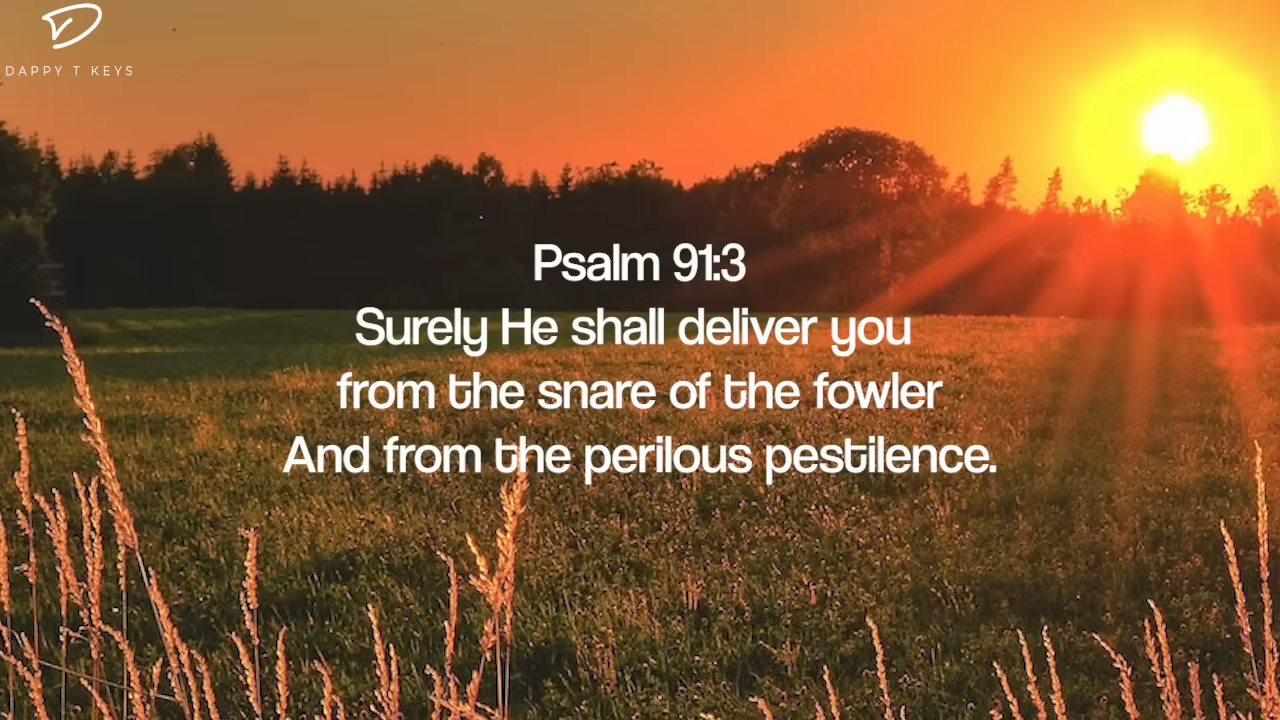 DAPPY T KEYS
Psalm 91:3
Surely He shall deliver you
from the snare of the fowler
And from the perilous pestilence.